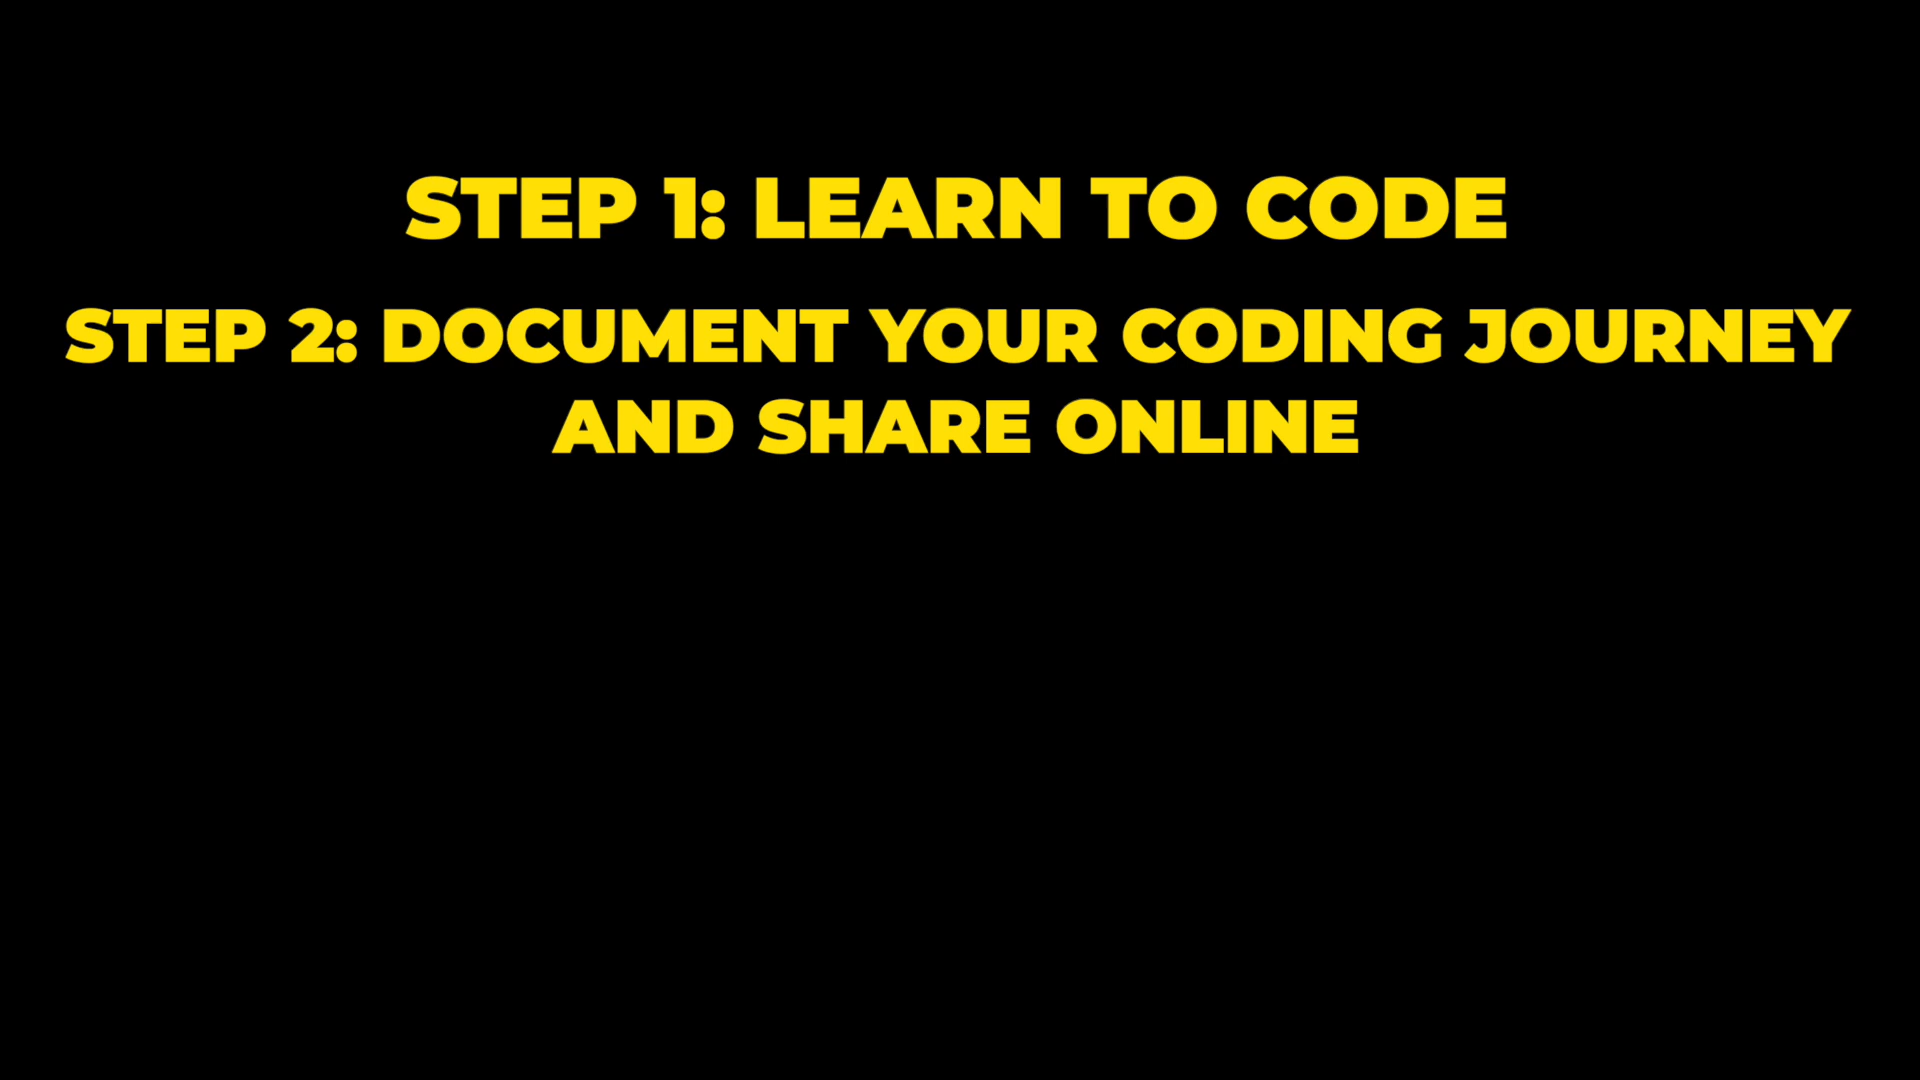 STEP 1: LEARN TO CODE
STEP 2: DOCUMENT YOUR CODING JOURNEY
AND SHARE ONLINE